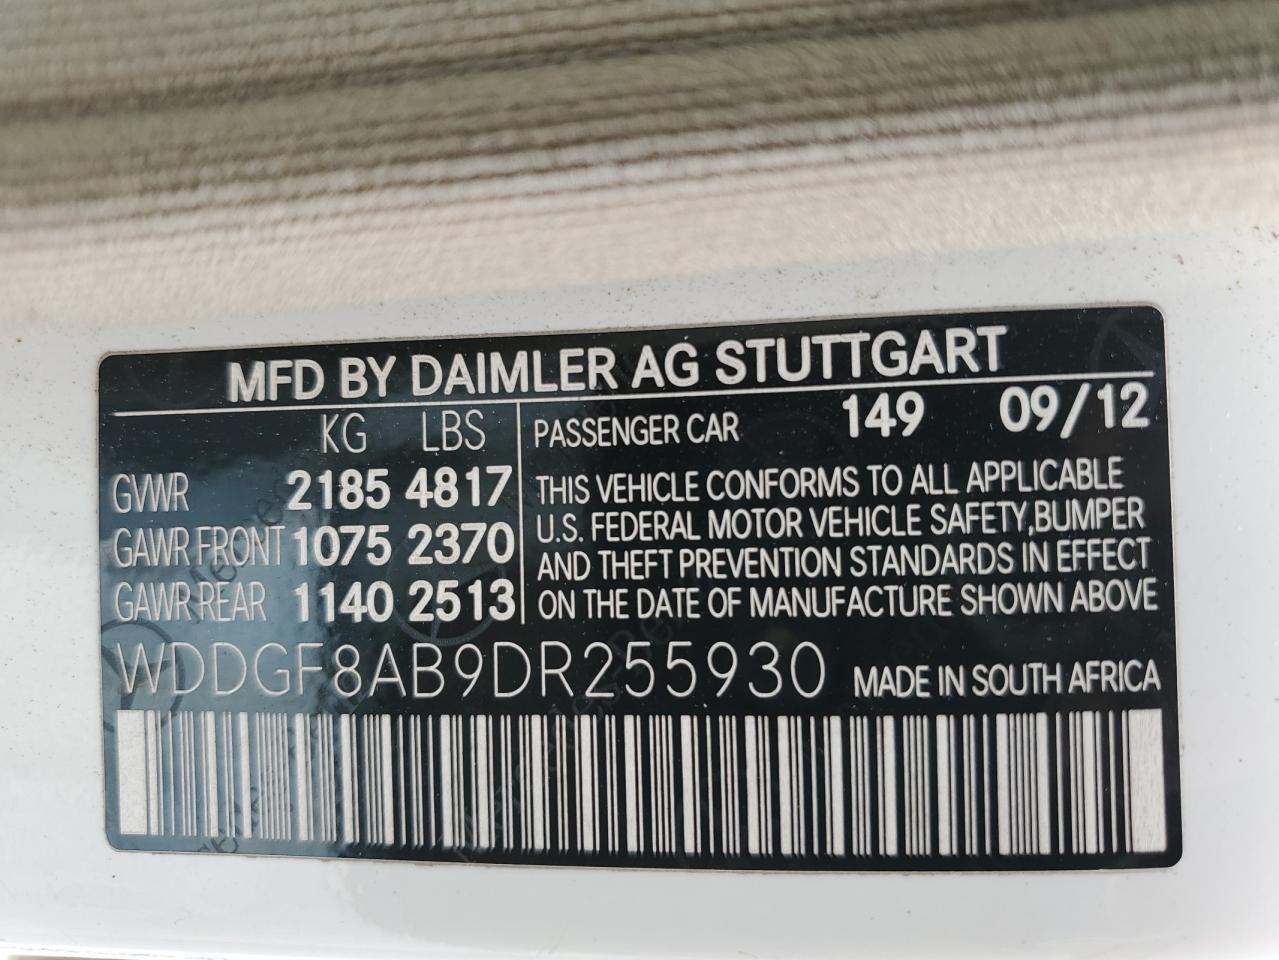 MFD BY DAIMLER AG STUTTGART
KG LBS
GVWR 2185 4817
GAWR FRONT 1075 2370
GAWR REAR 1140 2513
PASSENGER CAR 149 09/12
THIS VEHICLE CONFORMS TO ALL APPLICABLE
U.S. FEDERAL MOTOR VEHICLE SAFETY,BUMPER
AND THEFT PREVENTION STANDARDS IN EFFECT
ON THE DATE OF MANUFACTURE SHOWN ABOVE
WDDGF8AB9DR255930 MADE IN SOUTH AFRICA